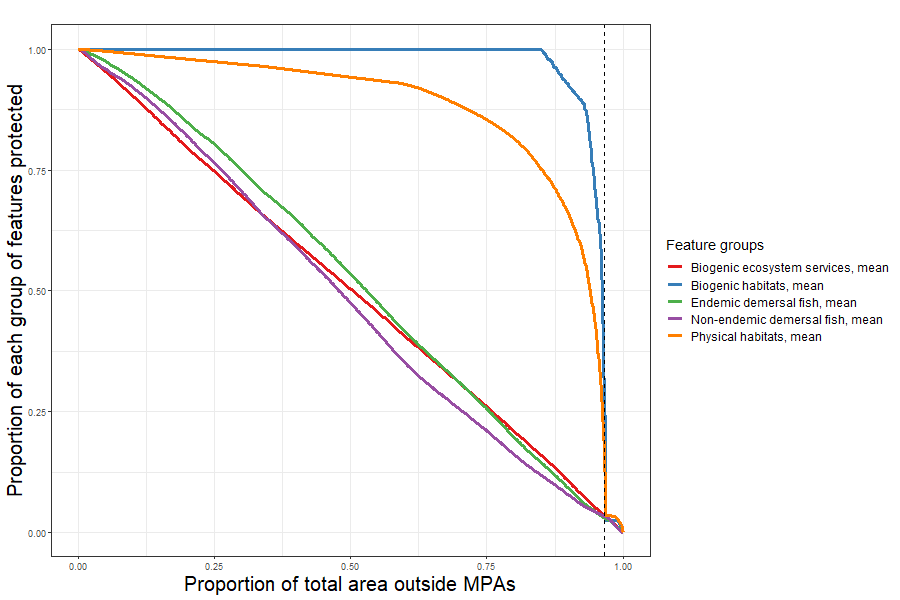 Proportion of each group of features protected
1.00
0.75
0.50
0.25
0.00
0.00
0.25
0.50
0.75
1.00
Proportion of total area outside MPAs
Feature groups
Biogenic ecosystem services, mean
Biogenic habitats, mean
Endemic demersal fish, mean
Non-endemic demersal fish, mean
Physical habitats, mean